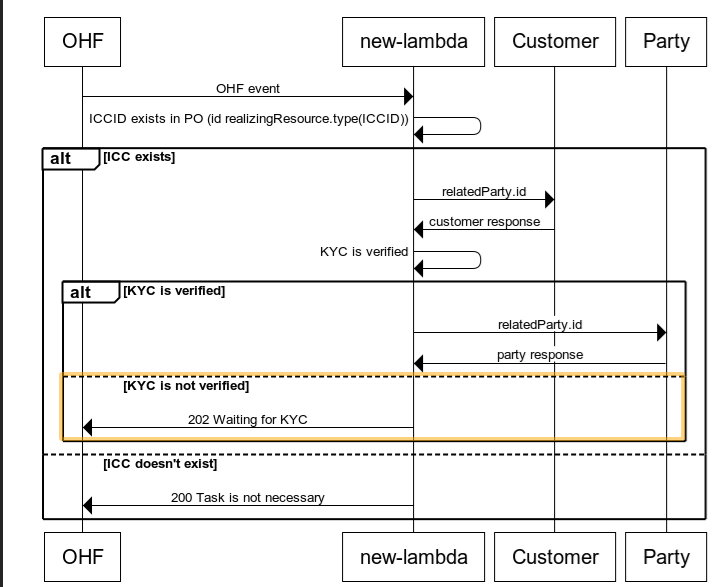 OHF new-lambda Customer Party
OHF event
ICCID exists in PO (id realizingResource.type(ICCID))
alt [ICC exists]
relatedParty.id
customer response
KYC is verified
alt [KYC is verified]
relatedParty.id
party response
[KYC is not verified]
202 Waiting for KYC
[ICC doesn't exist]
200 Task is not necessary
OHF new-lambda Customer Party